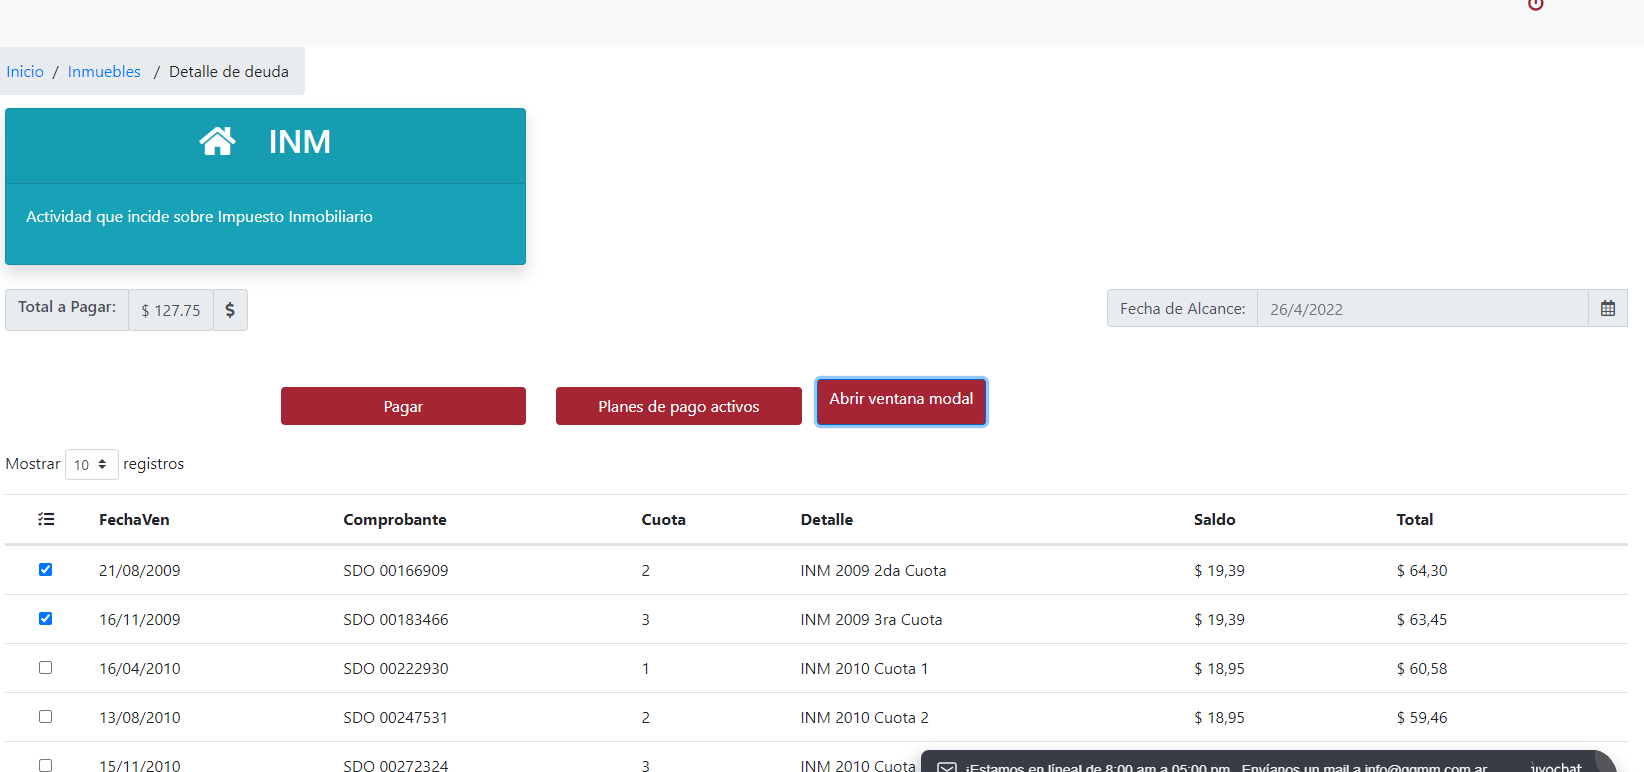 Inicio / Inmuebles / Detalle de deuda
INM
Actividad que incide sobre Impuesto Inmobiliario
Total a Pagar: $ 127.75 $
Fecha de Alcance: 26/4/2022
Pagar
Planes de pago activos
Abrir ventana modal
Mostrar 10 registros
FechaVen Comprobante Cuota Detalle Saldo Total
21/08/2009 SDO 00166909 2 INM 2009 2da Cuota $ 19,39 $ 64,30
16/11/2009 SDO 00183466 3 INM 2009 3ra Cuota $ 19,39 $ 63,45
16/04/2010 SDO 00222930 1 INM 2010 Cuota 1 $ 18,95 $ 60,58
13/08/2010 SDO 00247531 2 INM 2010 Cuota 2 $ 18,95 $ 59,46
15/11/2010 SDO 00272324 3 INM 2010 Cuota
¡Estamos en línea! de 8:00 am a 05:00 pm. Envíanos un mail a info@gqmm.com.ar